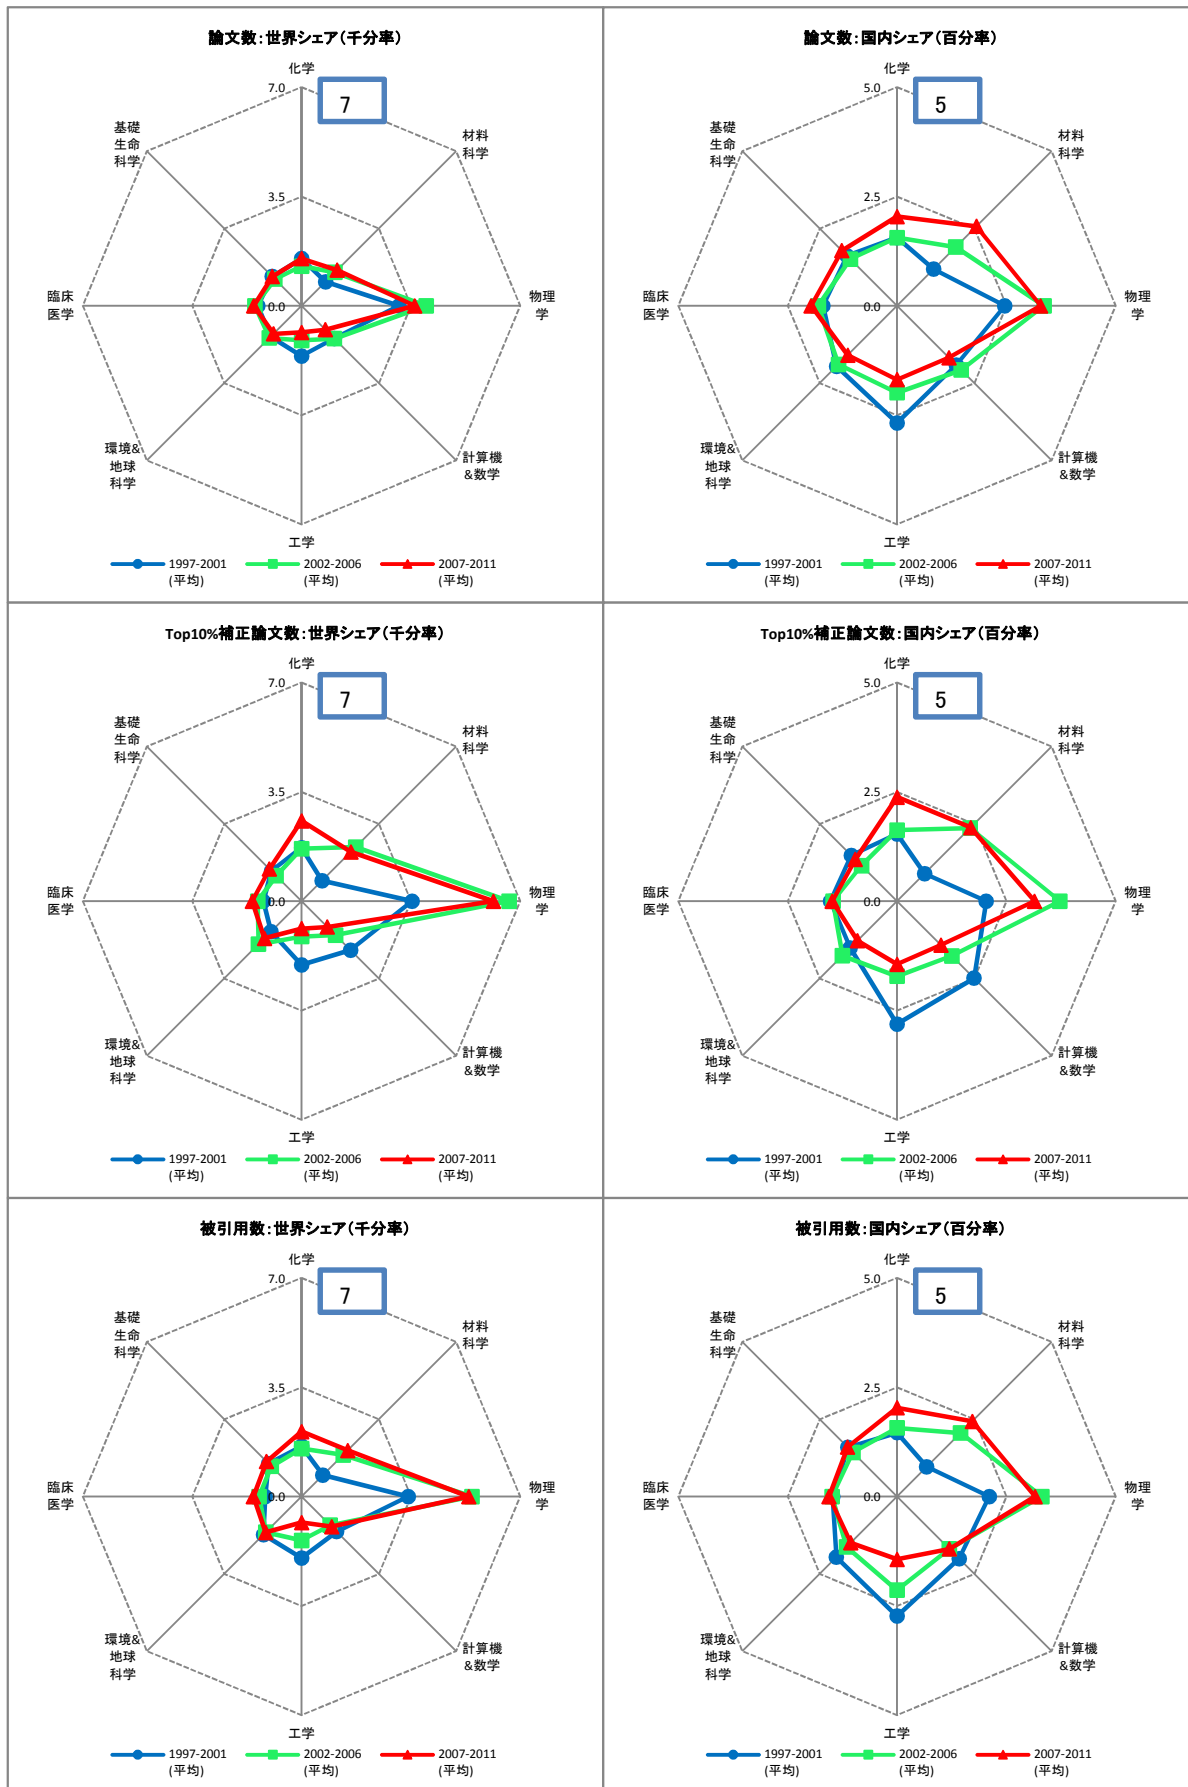 論文数：世界シェア（千分率）
化学
7.0
7
基礎
生命
科学
材料
科学
3.5
臨床
医学
0.0
物理
学
環境&
地球
科学
計算機
&数学
工学
1997-2001
(平均)
2002-2006
(平均)
2007-2011
(平均)
論文数：国内シェア（百分率）
化学
5.0
5
基礎
生命
科学
材料
科学
2.5
臨床
医学
0.0
物理
学
環境&
地球
科学
計算機
&数学
工学
1997-2001
(平均)
2002-2006
(平均)
2007-2011
(平均)
Top10%補正論文数：世界シェア（千分率）
化学
7.0
7
基礎
生命
科学
材料
科学
3.5
臨床
医学
0.0
物理
学
環境&
地球
科学
計算機
&数学
工学
1997-2001
(平均)
2002-2006
(平均)
2007-2011
(平均)
Top10%補正論文数：国内シェア（百分率）
化学
5.0
5
基礎
生命
科学
材料
科学
2.5
臨床
医学
0.0
物理
学
環境&
地球
科学
計算機
&数学
工学
1997-2001
(平均)
2002-2006
(平均)
2007-2011
(平均)
被引用数：世界シェア（千分率）
化学
7.0
7
基礎
生命
科学
材料
科学
3.5
臨床
医学
0.0
物理
学
環境&
地球
科学
計算機
&数学
工学
1997-2001
(平均)
2002-2006
(平均)
2007-2011
(平均)
被引用数：国内シェア（百分率）
化学
5.0
5
基礎
生命
科学
材料
科学
2.5
臨床
医学
0.0
物理
学
環境&
地球
科学
計算機
&数学
工学
1997-2001
(平均)
2002-2006
(平均)
2007-2011
(平均)